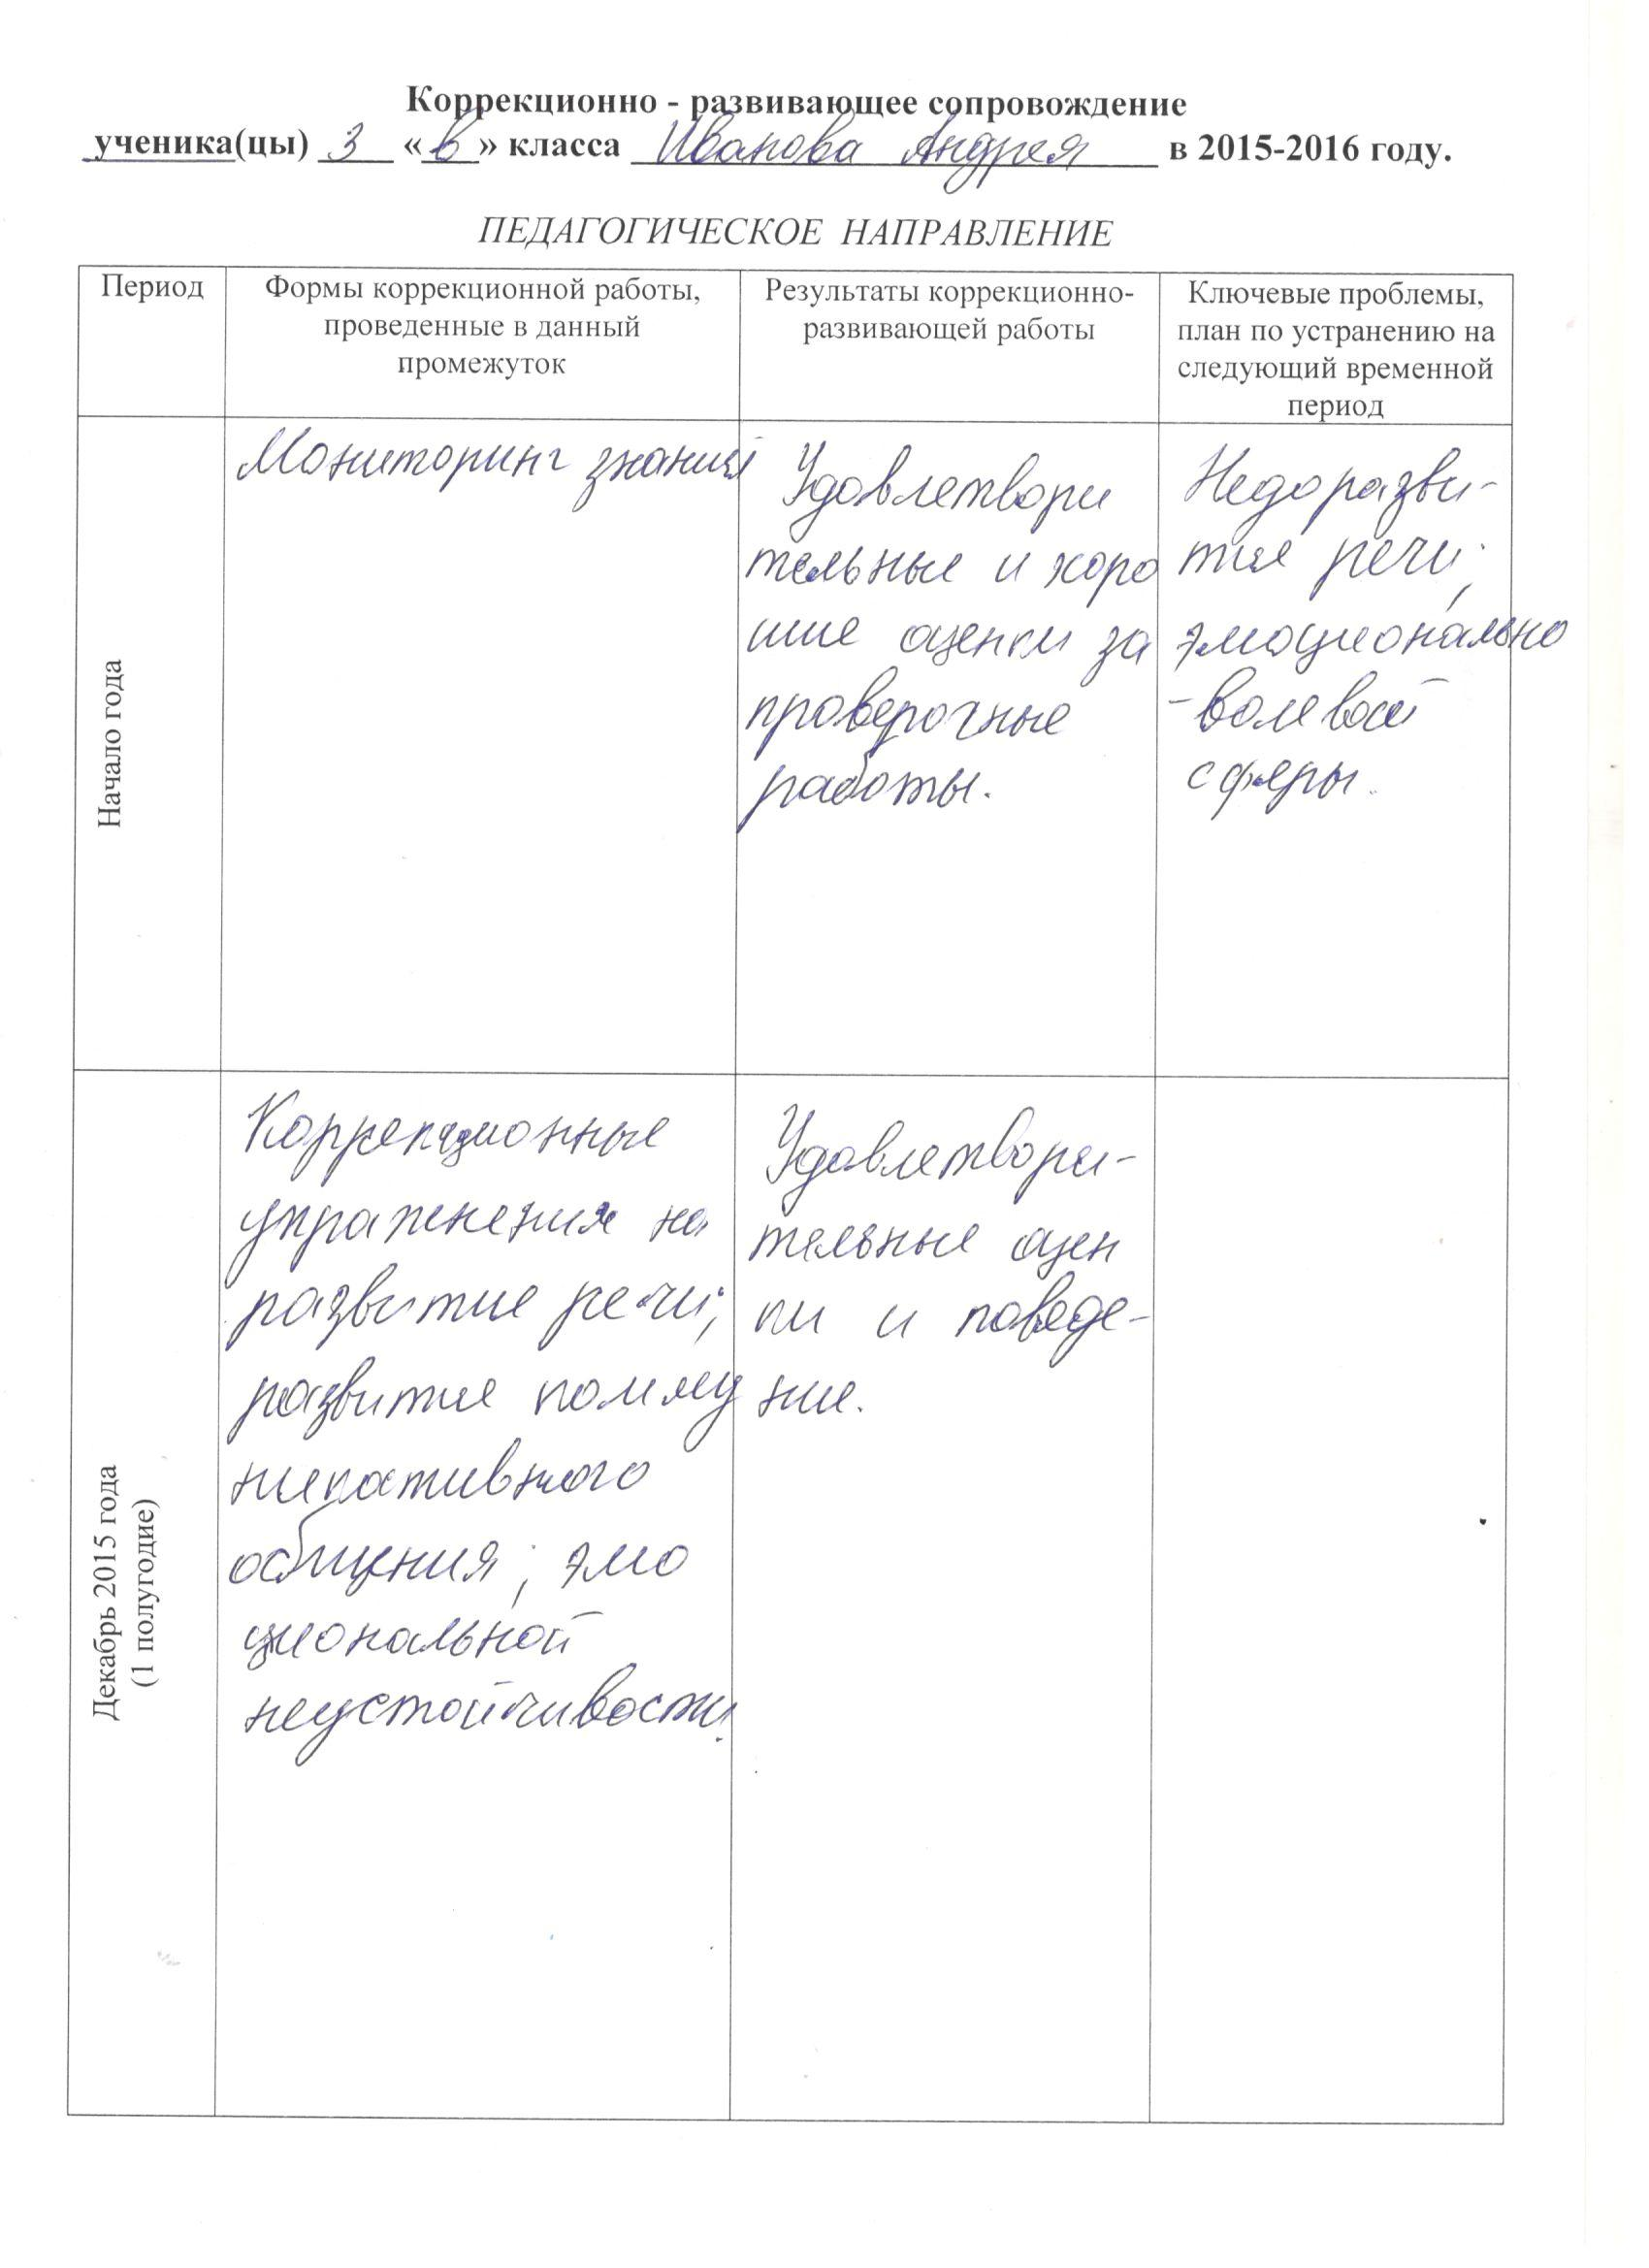 Коррекционно - развивающее сопровождение
ученика(цы) 3 «в» класса Иванова Андрея в 2015-2016 году.
ПЕДАГОГИЧЕСКОЕ НАПРАВЛЕНИЕ
Период
Формы коррекционной работы,
проведенные в данный
промежуток
Результаты коррекционно-
развивающей работы
Ключевые проблемы,
план по устранению на
следующий временной
период
Начало года
Мониторинг знаний
Удовлетвори
тельные и хоро
шие оценки за
проверочные
работы.
Недоразви-
тие речи;
эмоционально
-волевой
сферы.
Декабрь 2015 года
(1 полугодие)
Коррекционные
упражнения на
развитие речи;
развитие комму
никативного
общения; эмо
циональной
неустойчивости.
Удовлетвори-
тельные оцен
ки и поведе-
ние.